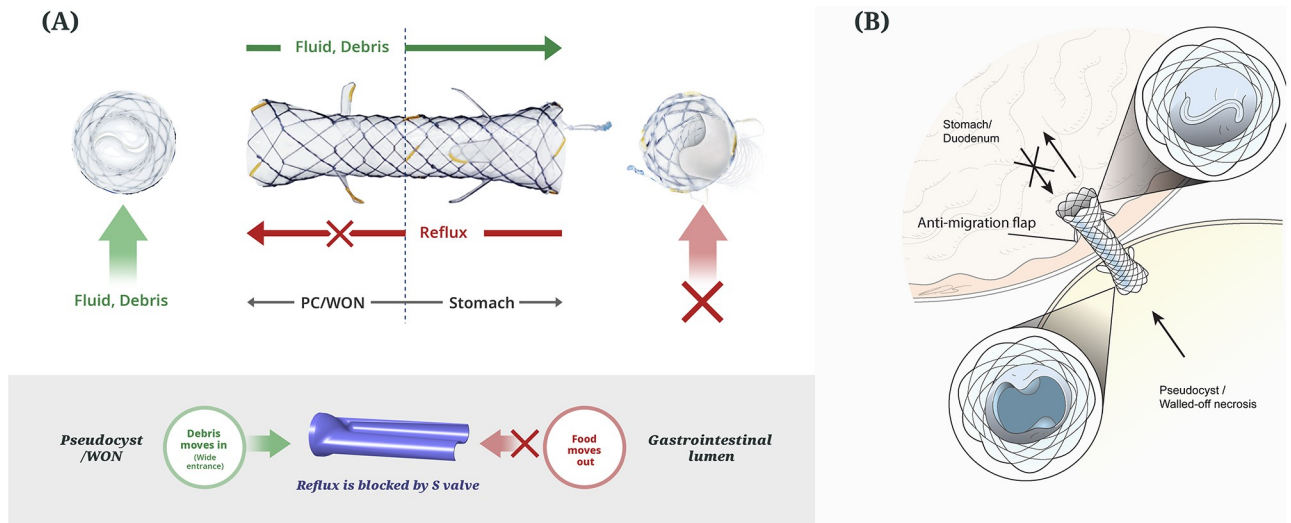 (A)
Fluid, Debris
Fluid, Debris
Reflux
PC/WON
Stomach
Pseudocyst
/WON
Debris
moves in
(Wide
entrance)
Reflux is blocked by S valve
Food
moves
out
Gastrointestinal
lumen
(B)
Stomach/
Duodenum
Anti-migration flap
Pseudocyst /
Walled-off necrosis